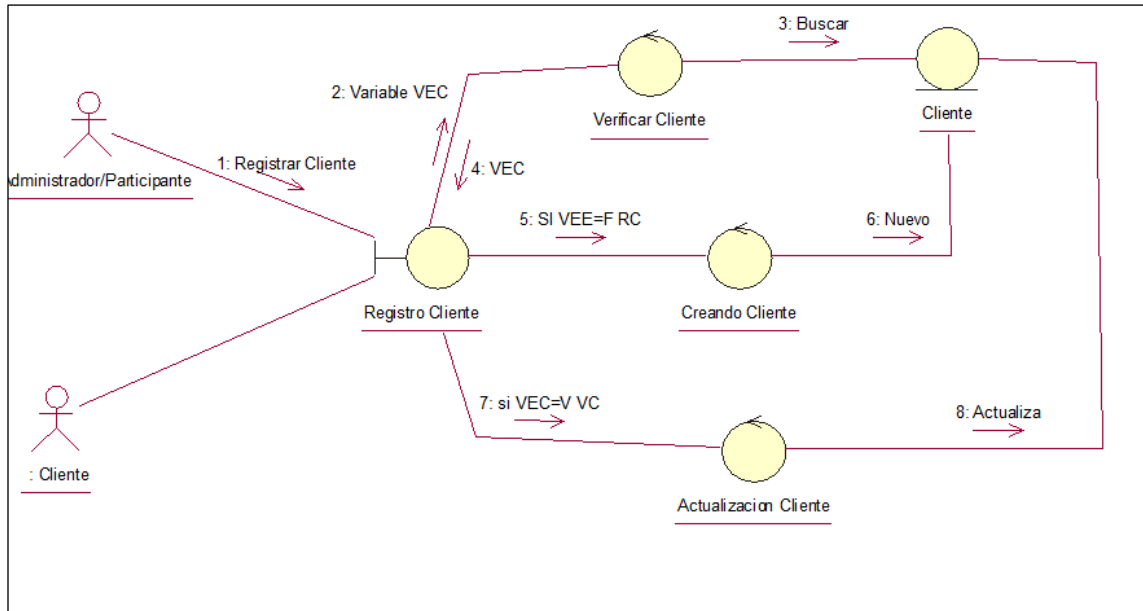 3: Buscar
2: Variable VEC
Verificar Cliente
Cliente
1: Registrar Cliente
4: VEC
dministrador/Participante
5: SI VEE=F RC
6: Nuevo
Registro Cliente
Creando Cliente
7: si VEC=V VC
8: Actualiza
: Cliente
Actualizacion Cliente